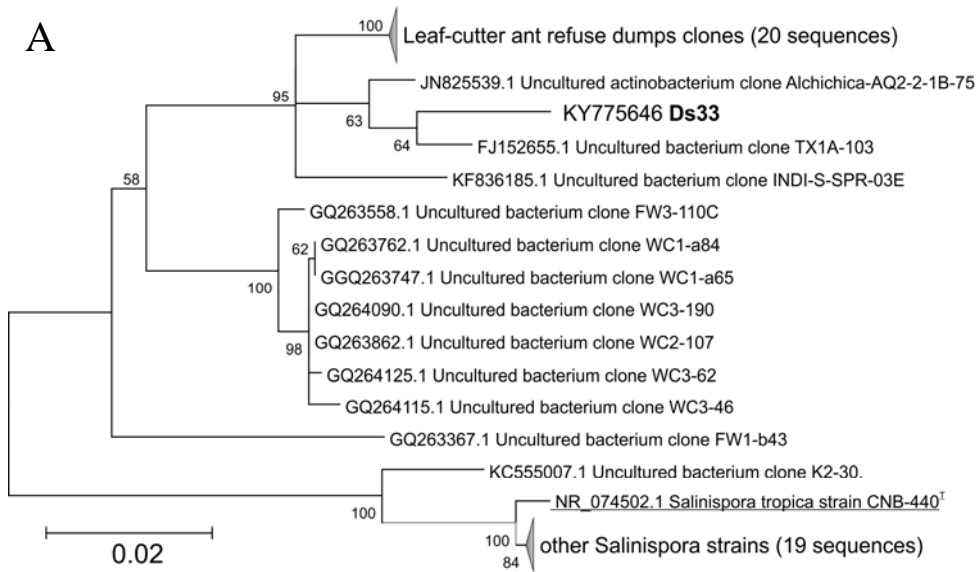 A
100
Leaf-cutter ant refuse dumps clones (20 sequences)
JN825539.1 Uncultured actinobacterium clone Alchichica-AQ2-2-1B-75
95
KY775646 Ds33
63
64
FJ152655.1 Uncultured bacterium clone TX1A-103
KF836185.1 Uncultured bacterium clone INDI-S-SPR-03E
58
GQ263558.1 Uncultured bacterium clone FW3-110C
62
GQ263762.1 Uncultured bacterium clone WC1-a84
GGQ263747.1 Uncultured bacterium clone WC1-a65
100
GQ264090.1 Uncultured bacterium clone WC3-190
GQ263862.1 Uncultured bacterium clone WC2-107
98
GQ264125.1 Uncultured bacterium clone WC3-62
GQ264115.1 Uncultured bacterium clone WC3-46
GQ263367.1 Uncultured bacterium clone FW1-b43
KC555007.1 Uncultured bacterium clone K2-30.
NR_074502.1 Salinispora tropica strain CNB-440T
100
100
other Salinispora strains (19 sequences)
84
0.02